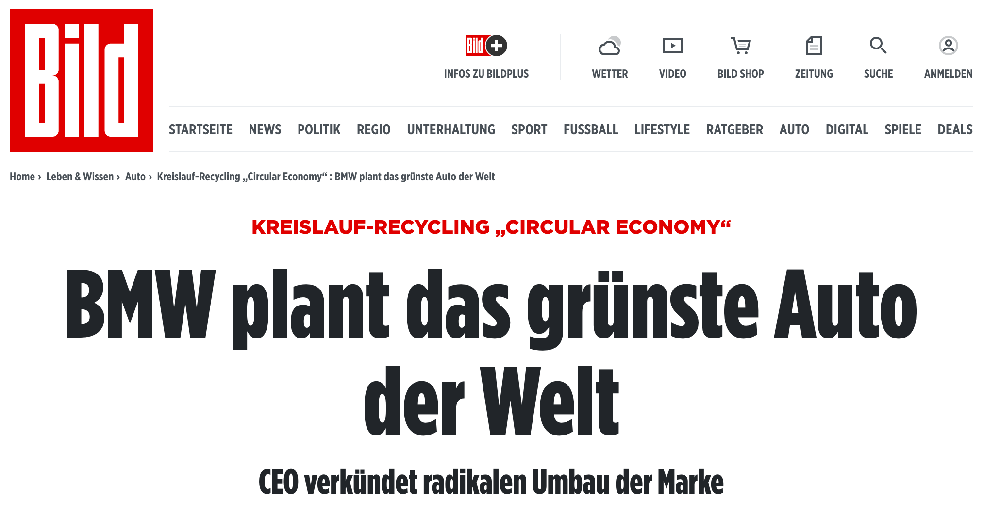 Bild
Bild +
INFOS ZU BILDPLUS
WETTER
VIDEO
BILD SHOP
ZEITUNG
SUCHE
ANMELDEN
STARTSEITE NEWS POLITIK REGIO UNTERHALTUNG SPORT FUSSBALL LIFESTYLE RATGEBER AUTO DIGITAL SPIELE DEALS
Home › Leben & Wissen › Auto › Kreislauf-Recycling „Circular Economy“ : BMW plant das grünste Auto der Welt
KREISLAUF-RECYCLING „CIRCULAR ECONOMY“
BMW plant das grünste Auto
der Welt
CEO verkündet radikalen Umbau der Marke